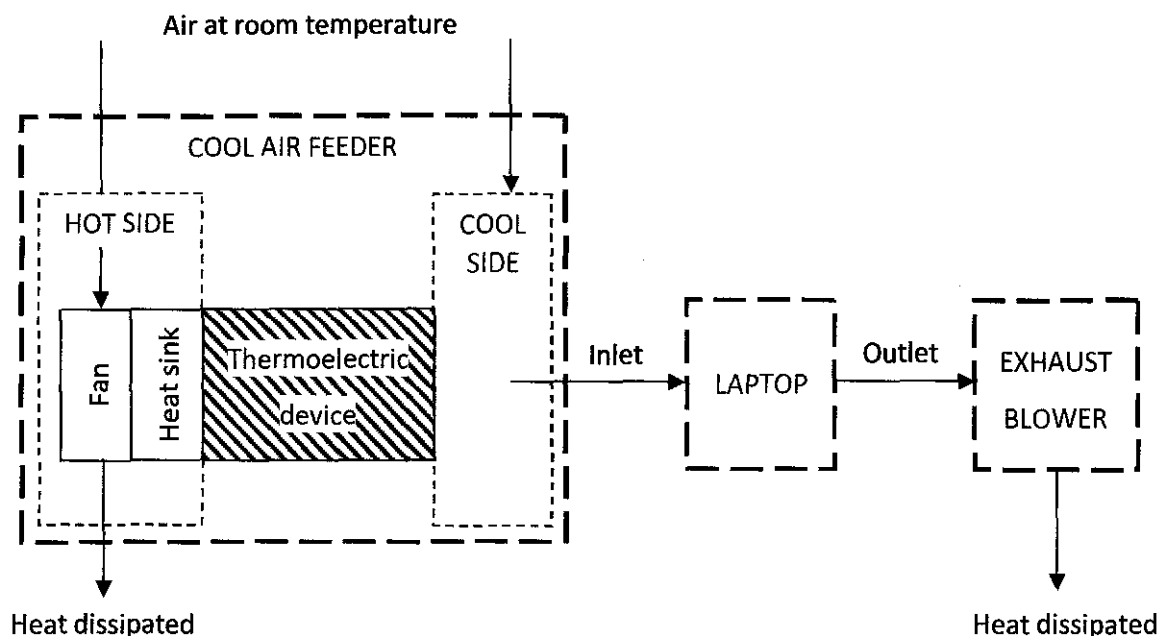 Air at room temperature
COOL AIR FEEDER
HOT SIDE
COOL
SIDE
Fan
Heat sink
Thermoelectric
device
Inlet
LAPTOP
Outlet
EXHAUST
BLOWER
Heat dissipated
Heat dissipated